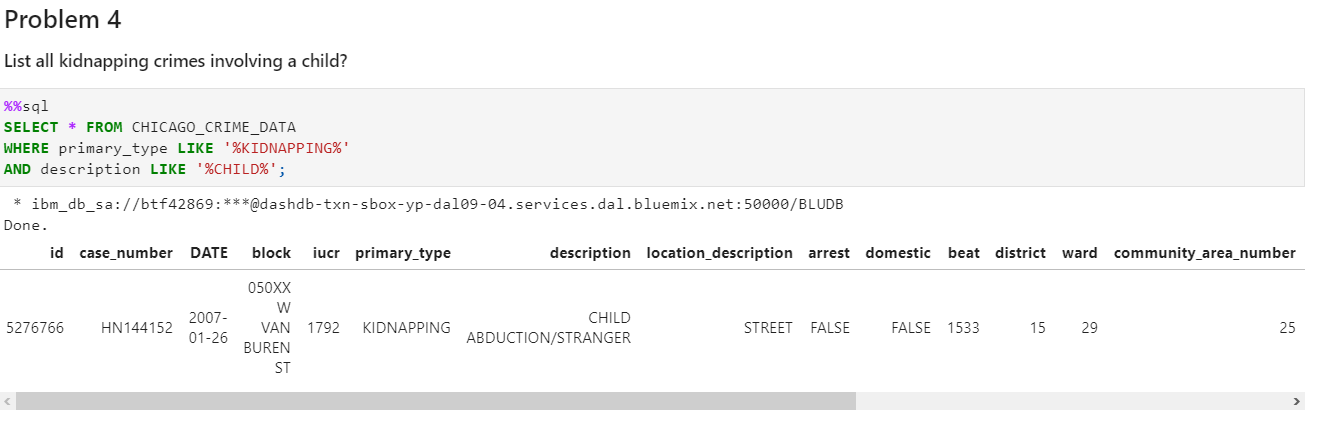 Problem 4
List all kidnapping crimes involving a child?
%%sql
SELECT * FROM CHICAGO_CRIME_DATA
WHERE primary_type LIKE '%KIDNAPPING%'
AND description LIKE '%CHILD%';
* ibm_db_sa://btf42869:***@dashdb-txn-sbox-yp-dal09-04.services.dal.bluemix.net:50000/BLUDB
Done.
id case_number DATE block iucr primary_type description location_description arrest domestic beat district ward community_area_number
5276766 HN144152 2007-01-26 050XX W VAN BUREN ST 1792 KIDNAPPING CHILD ABDUCTION/STRANGER STREET FALSE FALSE 1533 15 29 25